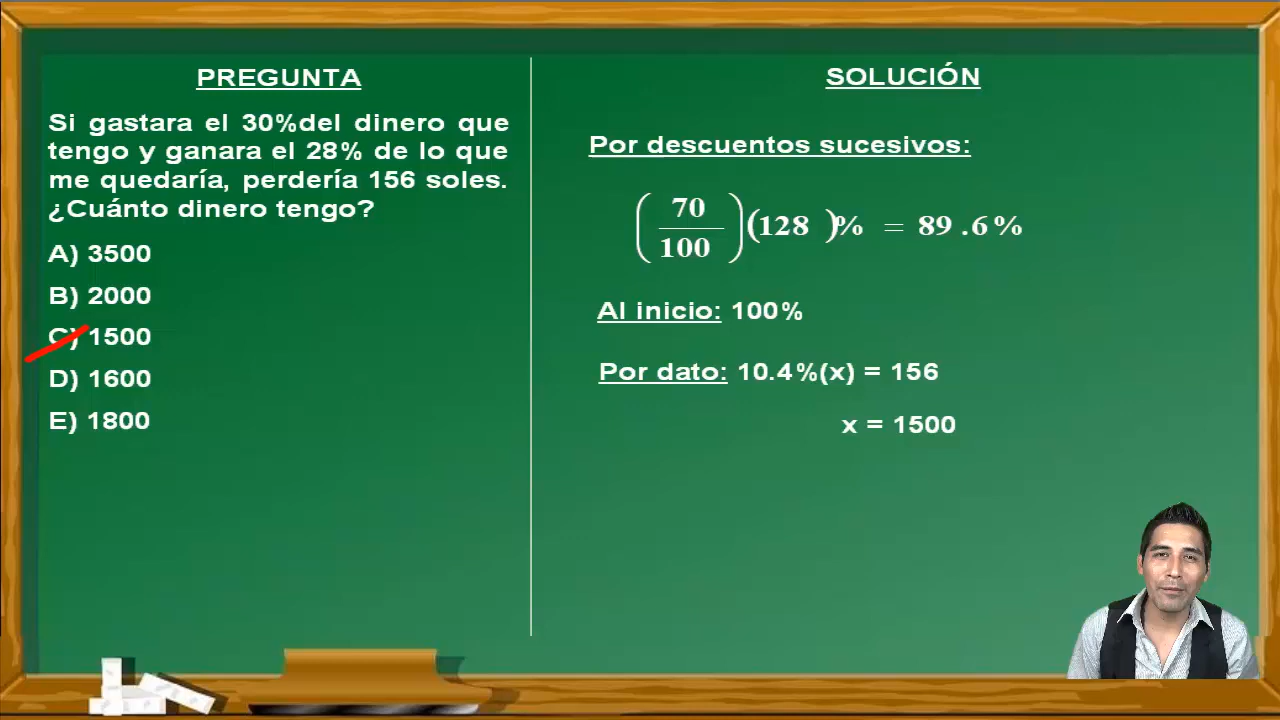 PREGUNTA
Si gastara el 30%del dinero que
tengo y ganara el 28% de lo que
me quedaría, perdería 156 soles.
¿Cuánto dinero tengo?
A) 3500
B) 2000
C) 1500
D) 1600
E) 1800
SOLUCIÓN
Por descuentos sucesivos:
(70/100)(128 )% = 89 .6 %
Al inicio: 100%
Por dato: 10.4%(x) = 156
x = 1500